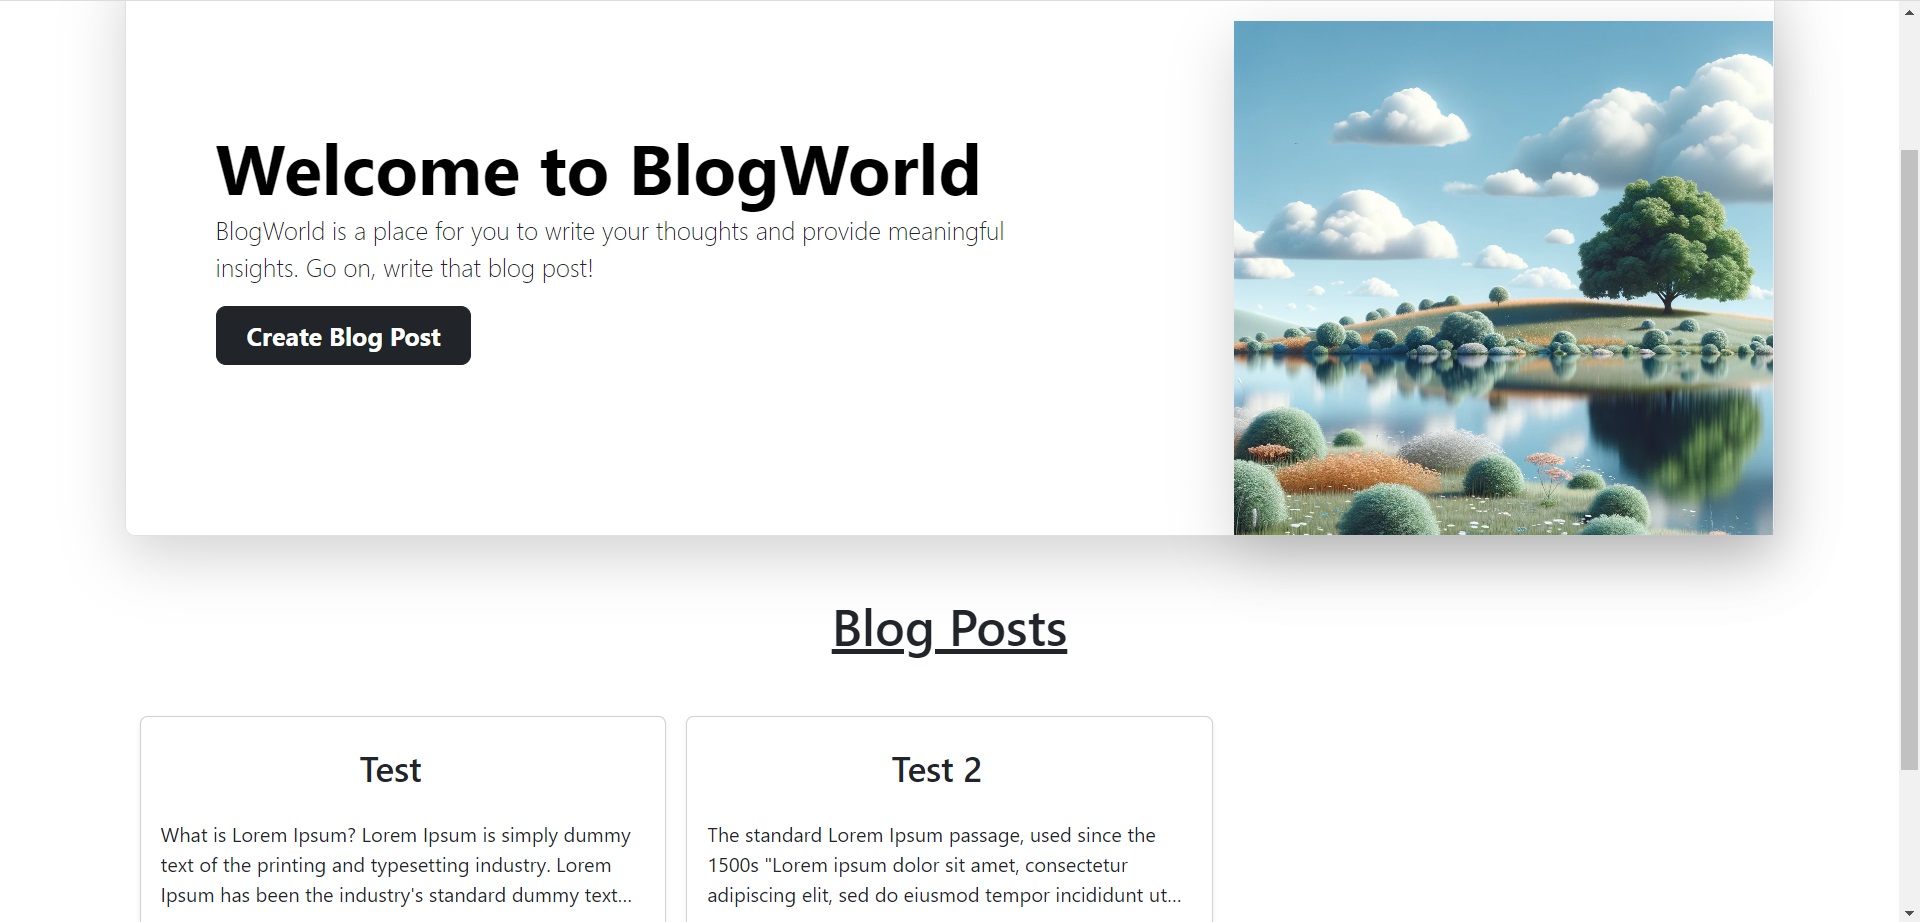 Welcome to BlogWorld
BlogWorld is a place for you to write your thoughts and provide meaningful
insights. Go on, write that blog post!
Create Blog Post
Blog Posts
Test
What is Lorem Ipsum? Lorem Ipsum is simply dummy
text of the printing and typesetting industry. Lorem
Ipsum has been the industry's standard dummy text...
Test 2
The standard Lorem Ipsum passage, used since the
1500s "Lorem ipsum dolor sit amet, consectetur
adipiscing elit, sed do eiusmod tempor incididunt ut...